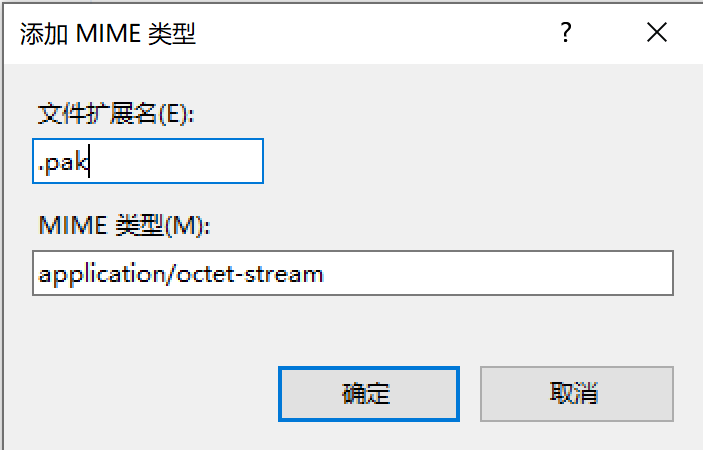 添加 MIME 类型
?
文件扩展名(E):
.pak
MIME 类型(M):
application/octet-stream
确定
取消